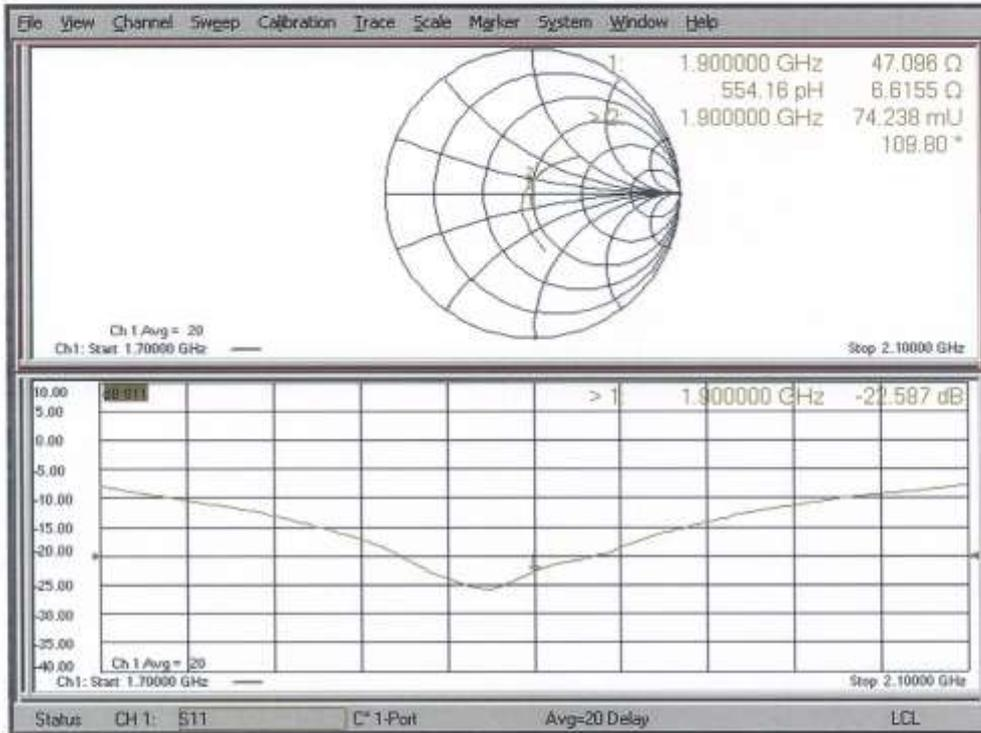 File View Channel Sweep Calibration Trace Scale Marker System Window Help
1: 1.900000 GHz 47.096 Ω
554.16 pH 6.6155 Ω
> 2: 1.900000 GHz 74.238 mU
109.80 °
Ch 1 Avg = 20
Ch1: Start 1.70000 GHz Stop 2.10000 GHz
10.00 dB S11 > 1: 1.900000 GHz -22.587 dB
5.00
0.00
-5.00
-10.00
-15.00
-20.00
-25.00
-30.00
-35.00
-40.00 Ch 1 Avg = 20
Ch1: Start 1.70000 GHz Stop 2.10000 GHz
Status CH 1: S11 C* 1-Port Avg=20 Delay LCL